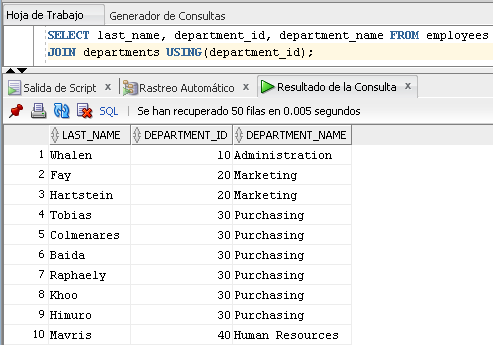 Hoja de Trabajo Generador de Consultas
SELECT last_name, department_id, department_name FROM employees
JOIN departments USING(department_id);
Salida de Script x Rastreo Automático x Resultado de la Consulta x
SQL | Se han recuperado 50 filas en 0.005 segundos
LAST_NAME DEPARTMENT_ID DEPARTMENT_NAME
1 Whalen 10 Administration
2 Fay 20 Marketing
3 Hartstein 20 Marketing
4 Tobias 30 Purchasing
5 Colmenares 30 Purchasing
6 Baida 30 Purchasing
7 Raphaely 30 Purchasing
8 Khoo 30 Purchasing
9 Himuro 30 Purchasing
10 Mavris 40 Human Resources